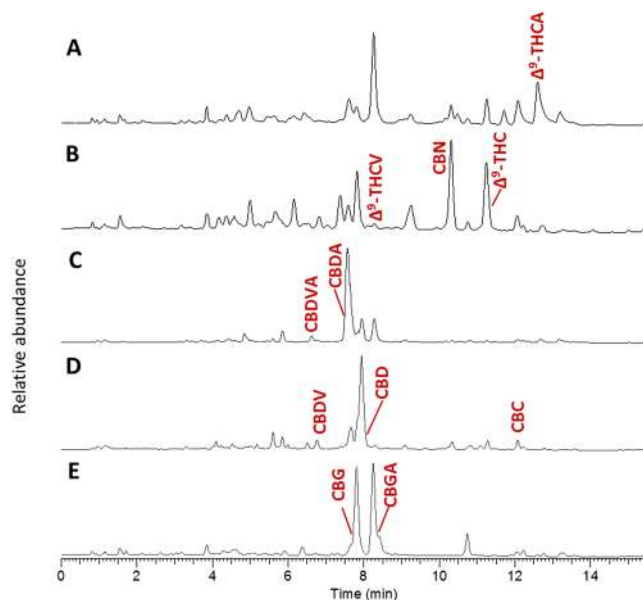 A
Δ⁹-THCA
B
Δ⁹-THCV
CBN
Δ⁹-THC
C
CBDVA
CBDA
D
CBDV
CBD
CBC
E
CBG
CBGA
Relative abundance
0 2 4 6 8 10 12 14
Time (min)